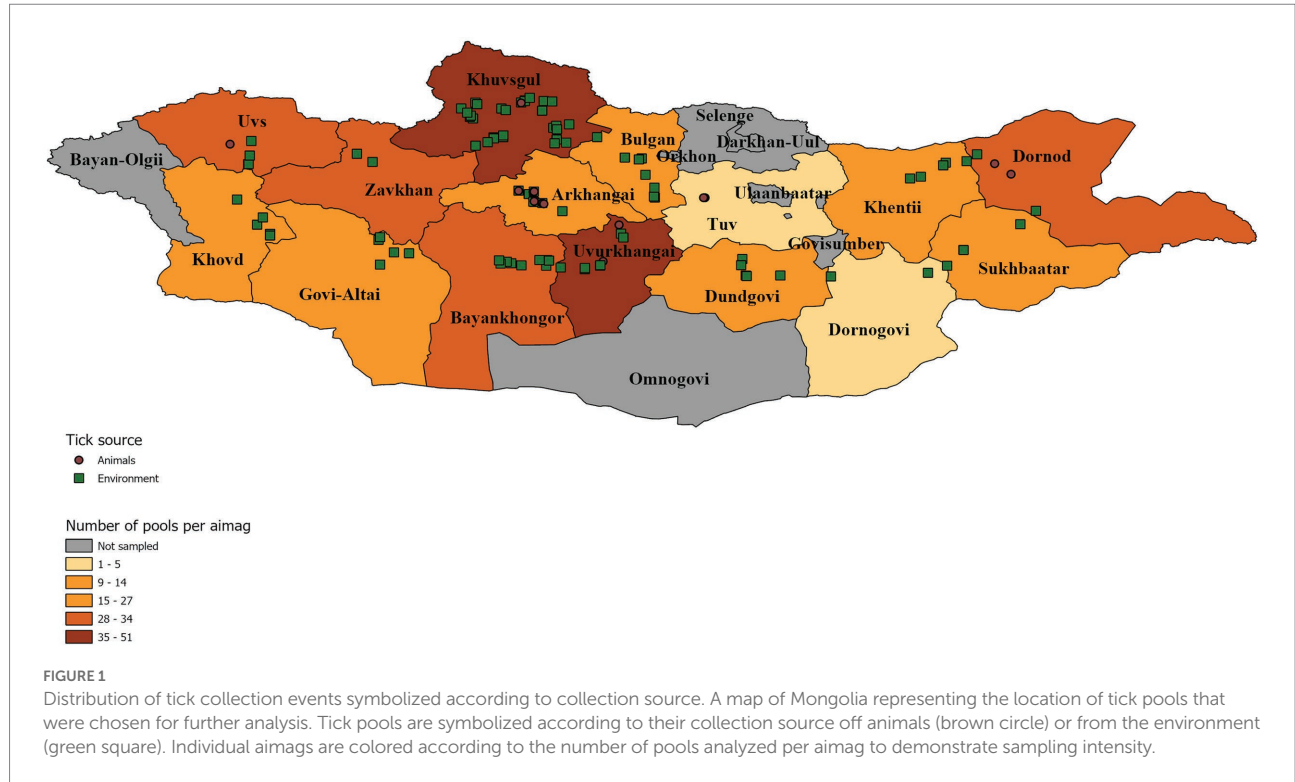 Khuvsgul
Selenge
Uvs
Darkhan-Uul
Bulgan
Bayan-Olgii
Orkhon
Dornod
Zavkhan
Arkhangai
Ulaanbaatar
Khentii
Tuv
Uvurkhangai
Govisumber
Khovd
Sukhbaatar
Govi-Altai
Dundgovi
Bayankhongor
Dornogovi
Omnogovi
Tick source
Animals
Environment
Number of pools per aimag
Not sampled
1 - 5
9 - 14
15 - 27
28 - 34
35 - 51
FIGURE 1
Distribution of tick collection events symbolized according to collection source. A map of Mongolia representing the location of tick pools that
were chosen for further analysis. Tick pools are symbolized according to their collection source off animals (brown circle) or from the environment
(green square). Individual aimags are colored according to the number of pools analyzed per aimag to demonstrate sampling intensity.